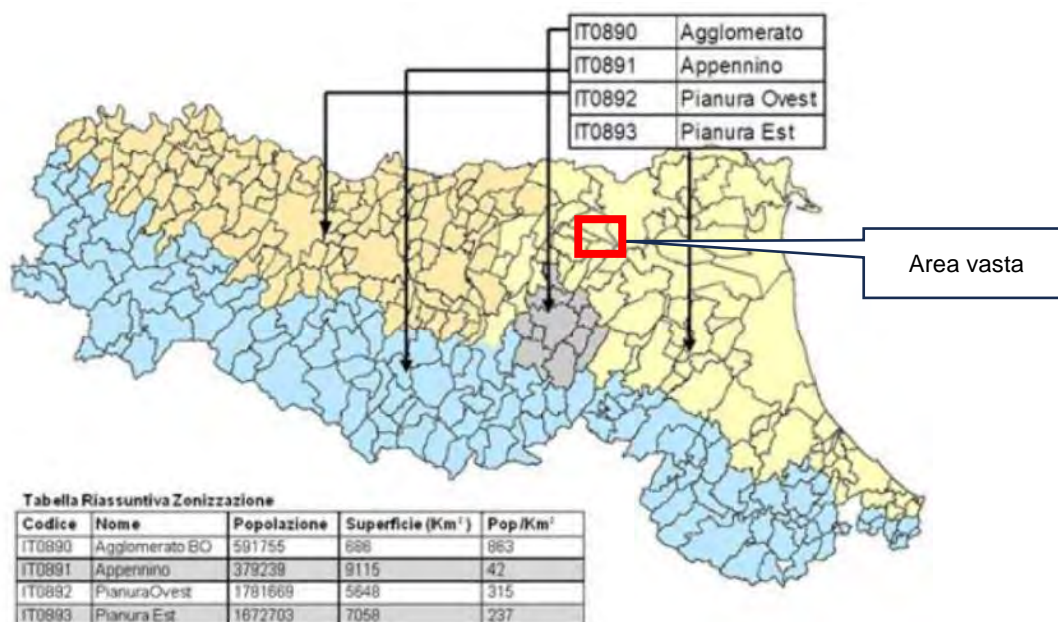 IT0890 Agglomerato
IT0891 Appennino
IT0892 Pianura Ovest
IT0893 Pianura Est
Area vasta
Tabella Riassuntiva Zonizzazione
Codice Nome Popolazione Superficie (Km²) Pop/Km²
IT0890 Agglomerato BO 591755 686 863
IT0891 Appennino 379239 9115 42
IT0892 PianuraOvest 1781669 5648 315
IT0893 Pianura Est 1672703 7058 237